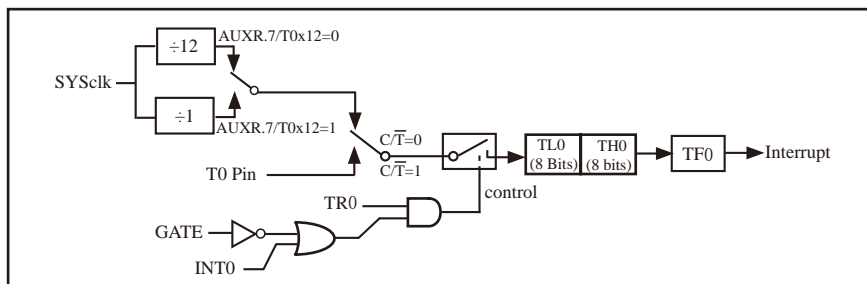 ÷12
AUXR.7/T0x12=0
SYSclk
÷1
AUXR.7/T0x12=1
C/T̅=0
C/T̅=1
T0 Pin
TL0
(8 Bits)
TH0
(8 bits)
TF0
Interrupt
control
TR0
GATE
INT0